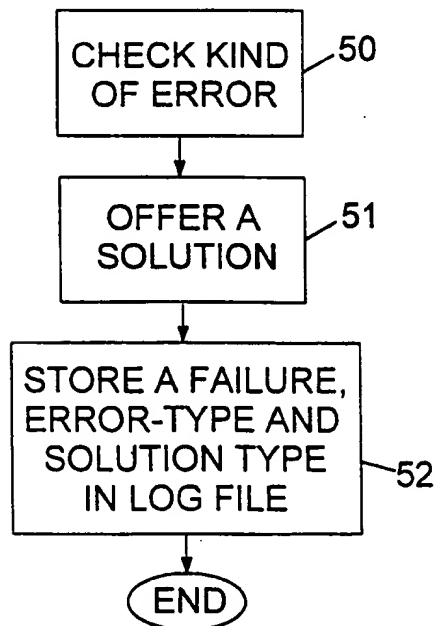 CHECK KIND
OF ERROR
50
OFFER A
SOLUTION
51
STORE A FAILURE,
ERROR-TYPE AND
SOLUTION TYPE
IN LOG FILE
52
END